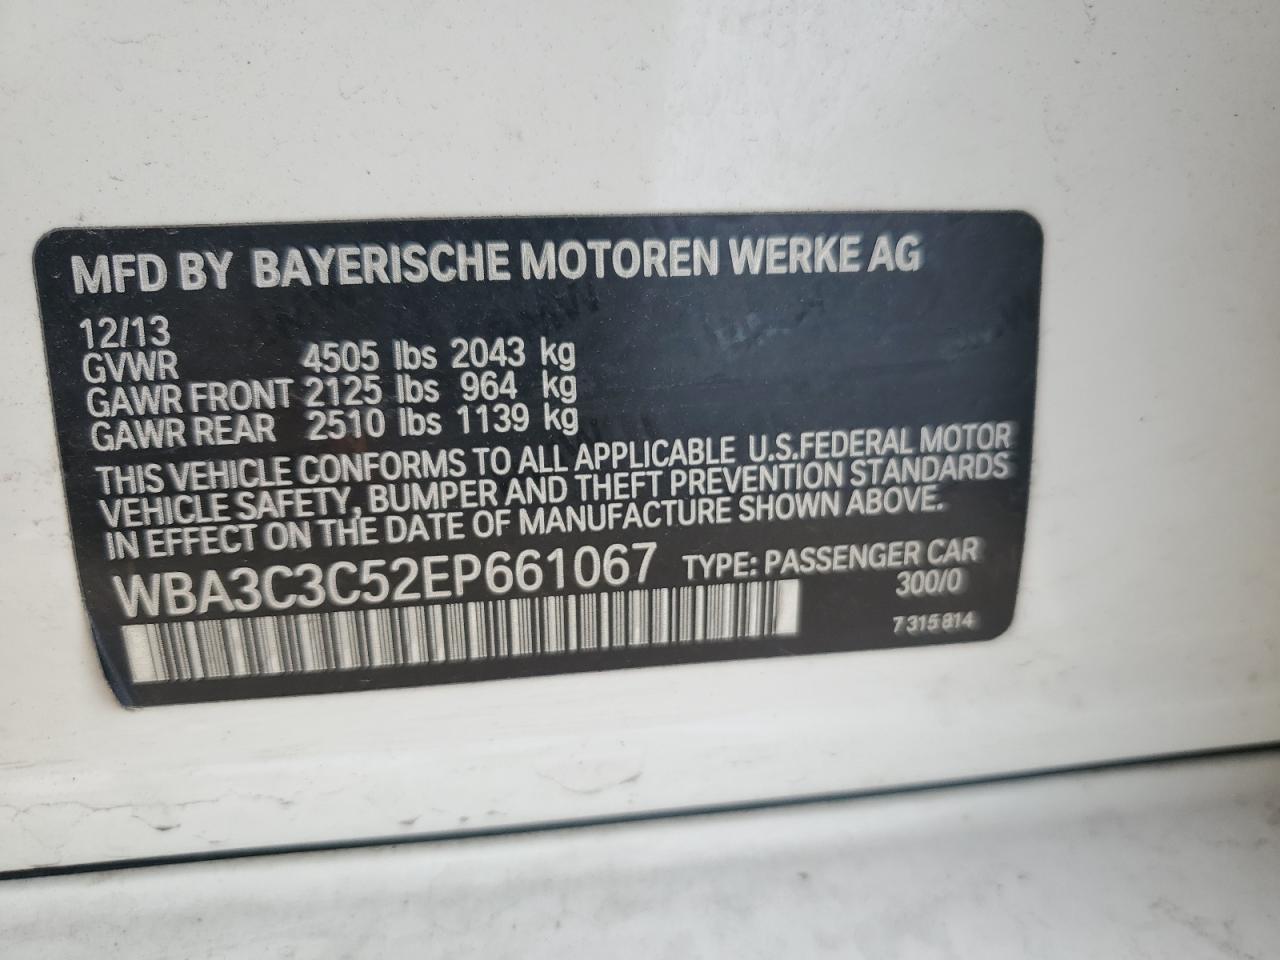 MFD BY BAYERISCHE MOTOREN WERKE AG
12/13
GVWR 4505 lbs 2043 kg
GAWR FRONT 2125 lbs 964 kg
GAWR REAR 2510 lbs 1139 kg
THIS VEHICLE CONFORMS TO ALL APPLICABLE U.S.FEDERAL MOTOR
VEHICLE SAFETY, BUMPER AND THEFT PREVENTION STANDARDS
IN EFFECT ON THE DATE OF MANUFACTURE SHOWN ABOVE.
WBA3C3C52EP661067 TYPE: PASSENGER CAR
300/0
7 315 814